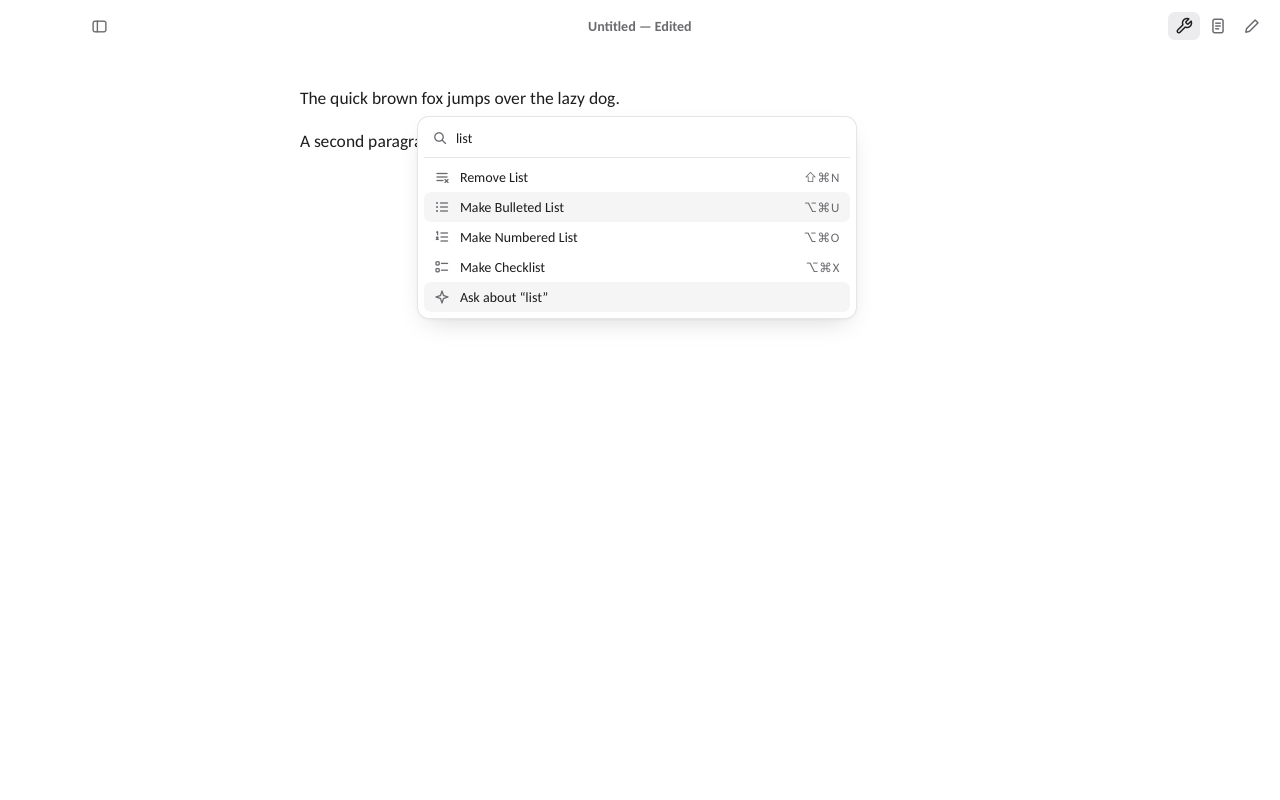 Untitled — Edited
The quick brown fox jumps over the lazy dog.
A second paragra
list
Remove List ⇧⌘N
Make Bulleted List ⌥⌘U
Make Numbered List ⌥⌘O
Make Checklist ⌥⌘X
Ask about “list”